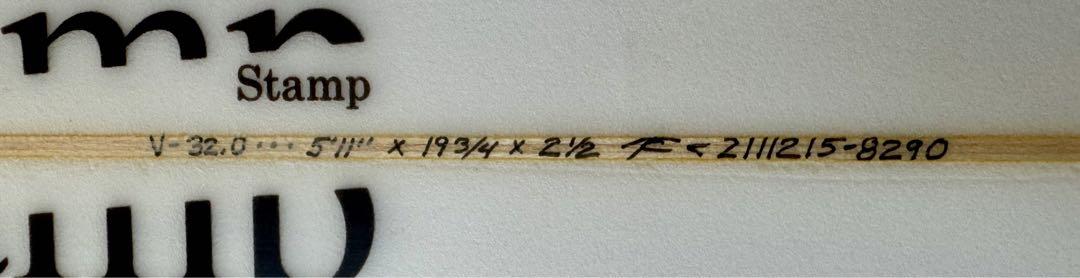 Stamp
V-32.0 ... 5'11" x 19 3/4 x 2 1/2 < 2111215-8290